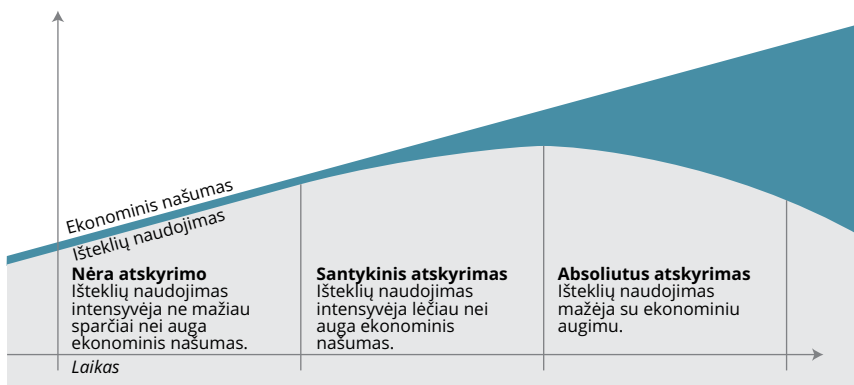 Ekonominis našumas
Išteklių naudojimas
Nėra atskyrimo
Išteklių naudojimas
intensyvėja ne mažiau
sparčiai nei auga
ekonominis našumas.
Santykinis atskyrimas
Išteklių naudojimas
intensyvėja lėčiau nei
auga ekonominis
našumas.
Absoliutus atskyrimas
Išteklių naudojimas
mažėja su ekonominiu
augimu.
Laikas